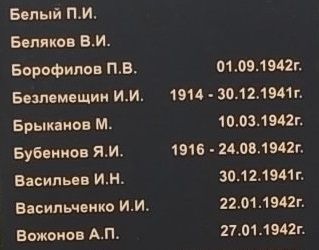 Белый П.И.
Беляков В.И.
Борофилов П.В. 01.09.1942г.
Безлемещин И.И. 1914 - 30.12.1941г.
Брыканов М. 10.03.1942г.
Бубеннов Я.И. 1916 - 24.08.1942г.
Васильев И.Н. 30.12.1941г.
Васильченко И.И. 22.01.1942г.
Вожонов А.П. 27.01.1942г.